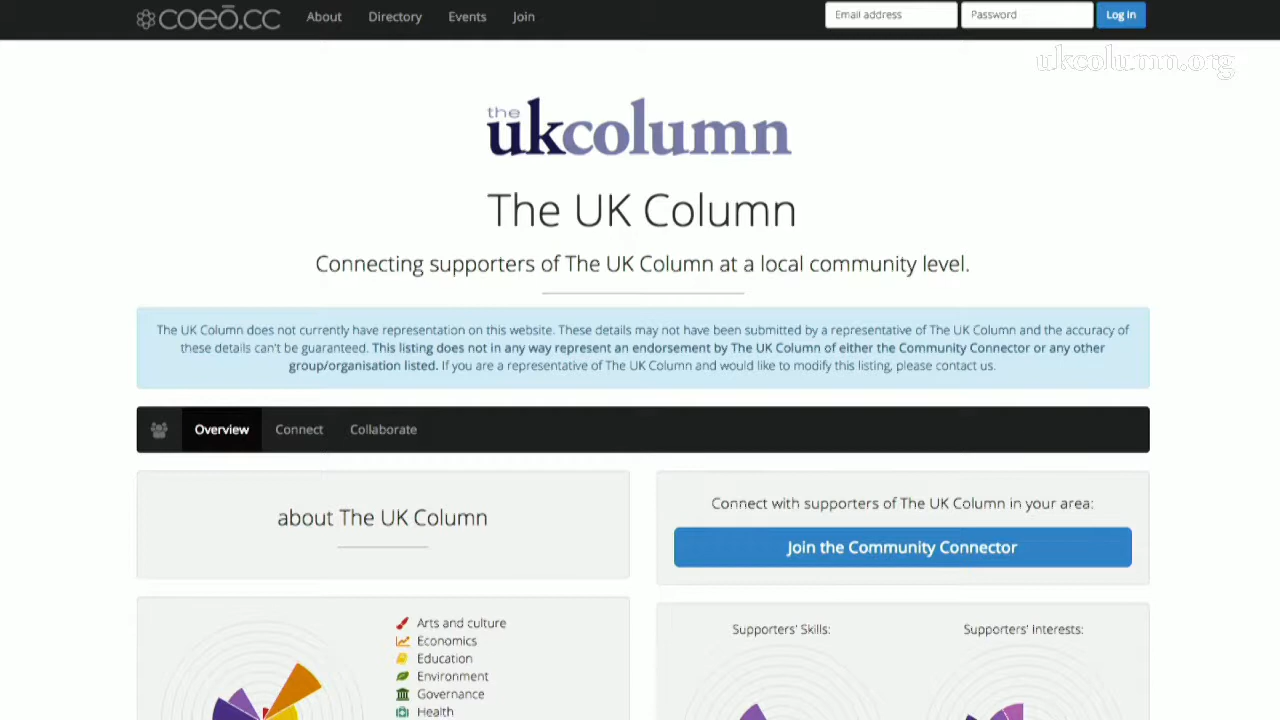 coeō.cc About Directory Events Join Email address Password Log in
ukcolumn.org
the
ukcolumn
The UK Column
Connecting supporters of The UK Column at a local community level.
The UK Column does not currently have representation on this website. These details may not have been submitted by a representative of The UK Column and the accuracy of
these details can't be guaranteed. This listing does not in any way represent an endorsement by The UK Column of either the Community Connector or any other
group/organisation listed. If you are a representative of The UK Column and would like to modify this listing, please contact us.
Overview Connect Collaborate
about The UK Column
Connect with supporters of The UK Column in your area:
Join the Community Connector
Arts and culture
Economics
Education
Environment
Governance
Health
Supporters' Skills:
Supporters' Interests: